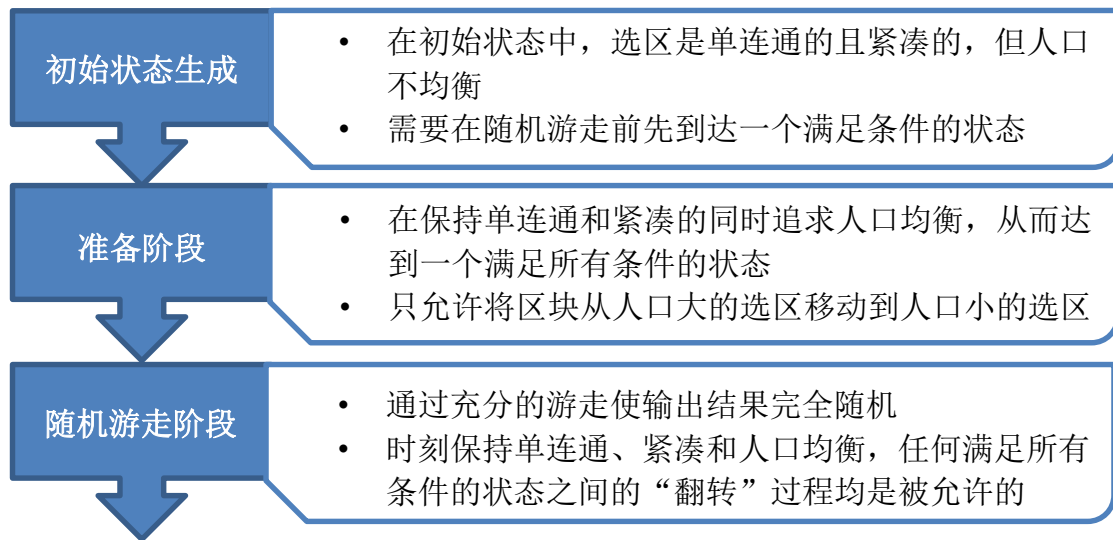 初始状态生成
• 在初始状态中，选区是单连通的且紧凑的，但人口
不均衡
• 需要在随机游走前先到达一个满足条件的状态
准备阶段
• 在保持单连通和紧凑的同时追求人口均衡，从而达
到一个满足所有条件的状态
• 只允许将区块从人口大的选区移动到人口小的选区
随机游走阶段
• 通过充分的游走使输出结果完全随机
• 时刻保持单连通、紧凑和人口均衡，任何满足所有
条件的状态之间的“翻转”过程均是被允许的